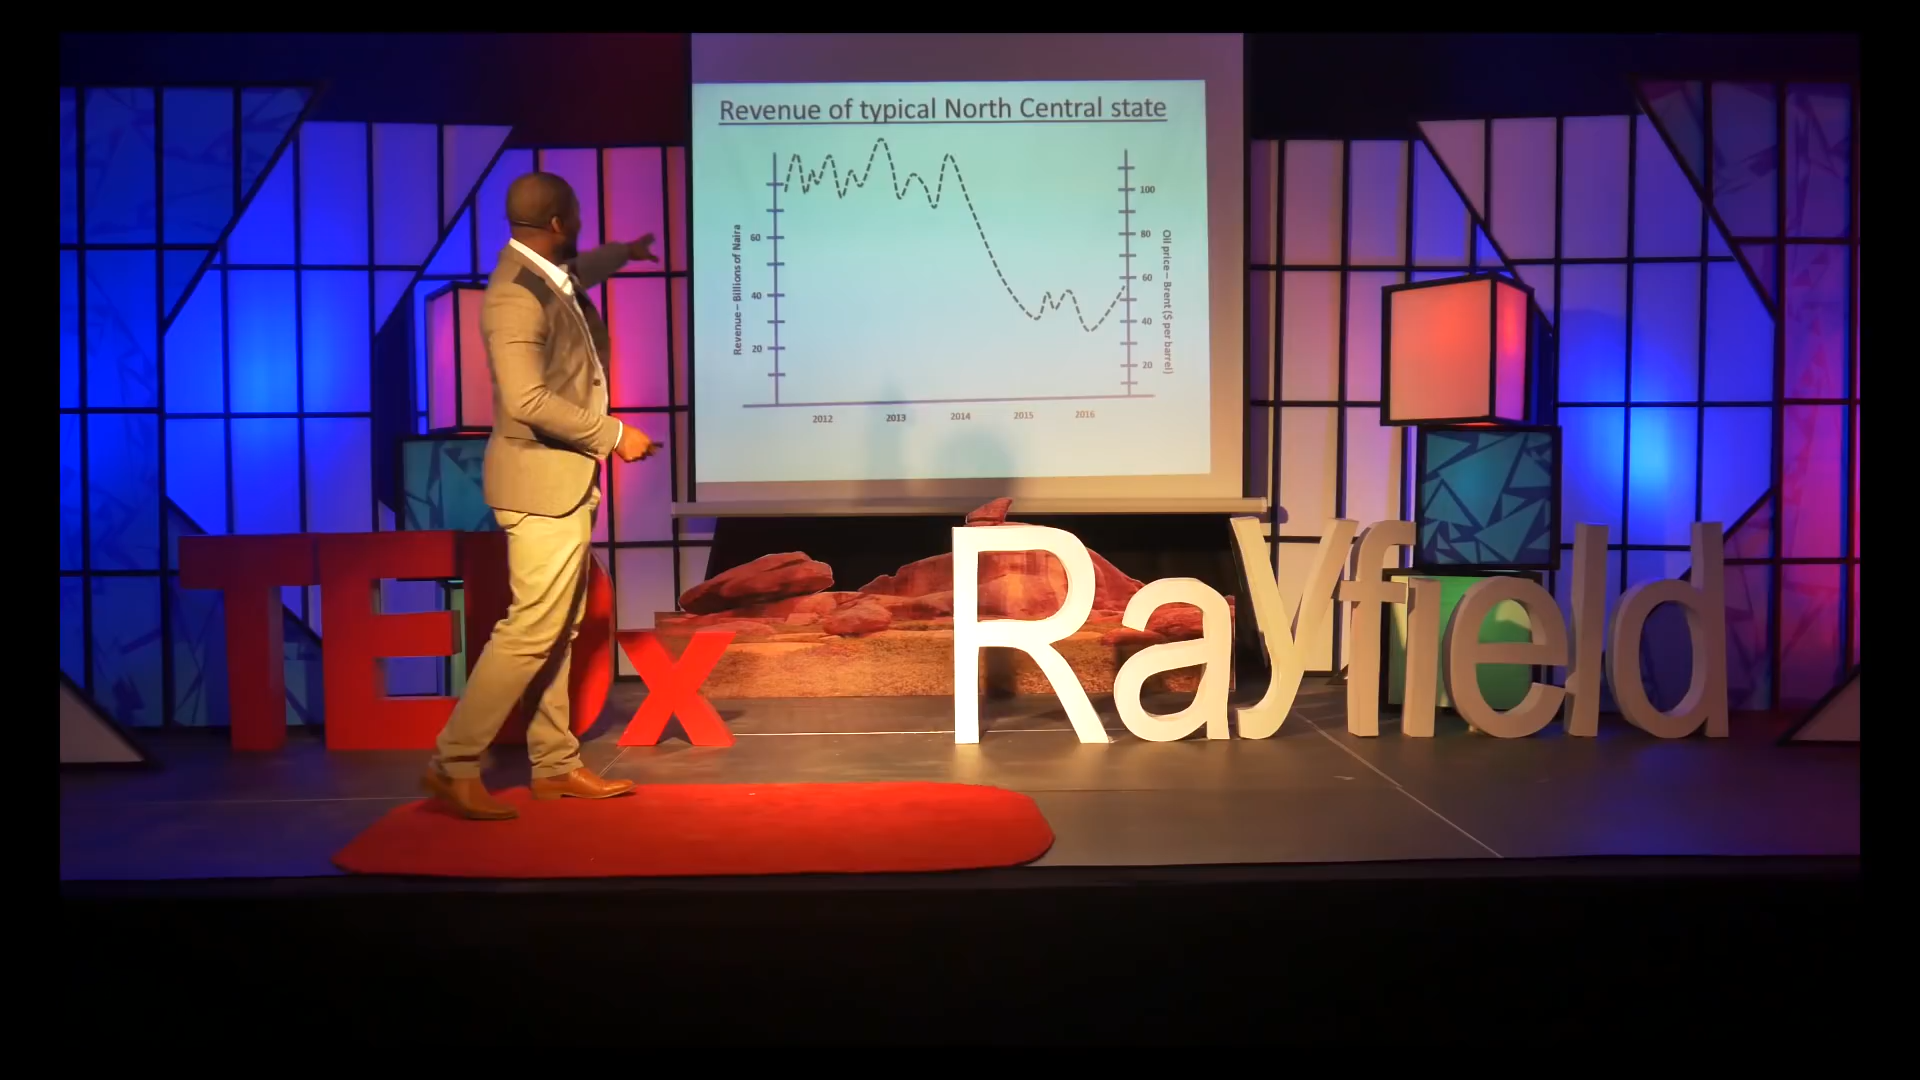 Revenue of typical North Central state
Revenue – Billions of Naira
60
40
20
100
80
60
40
20
Oil price – Brent ($ per barrel)
2012 2013 2014 2015 2016
TEDx Rayfield